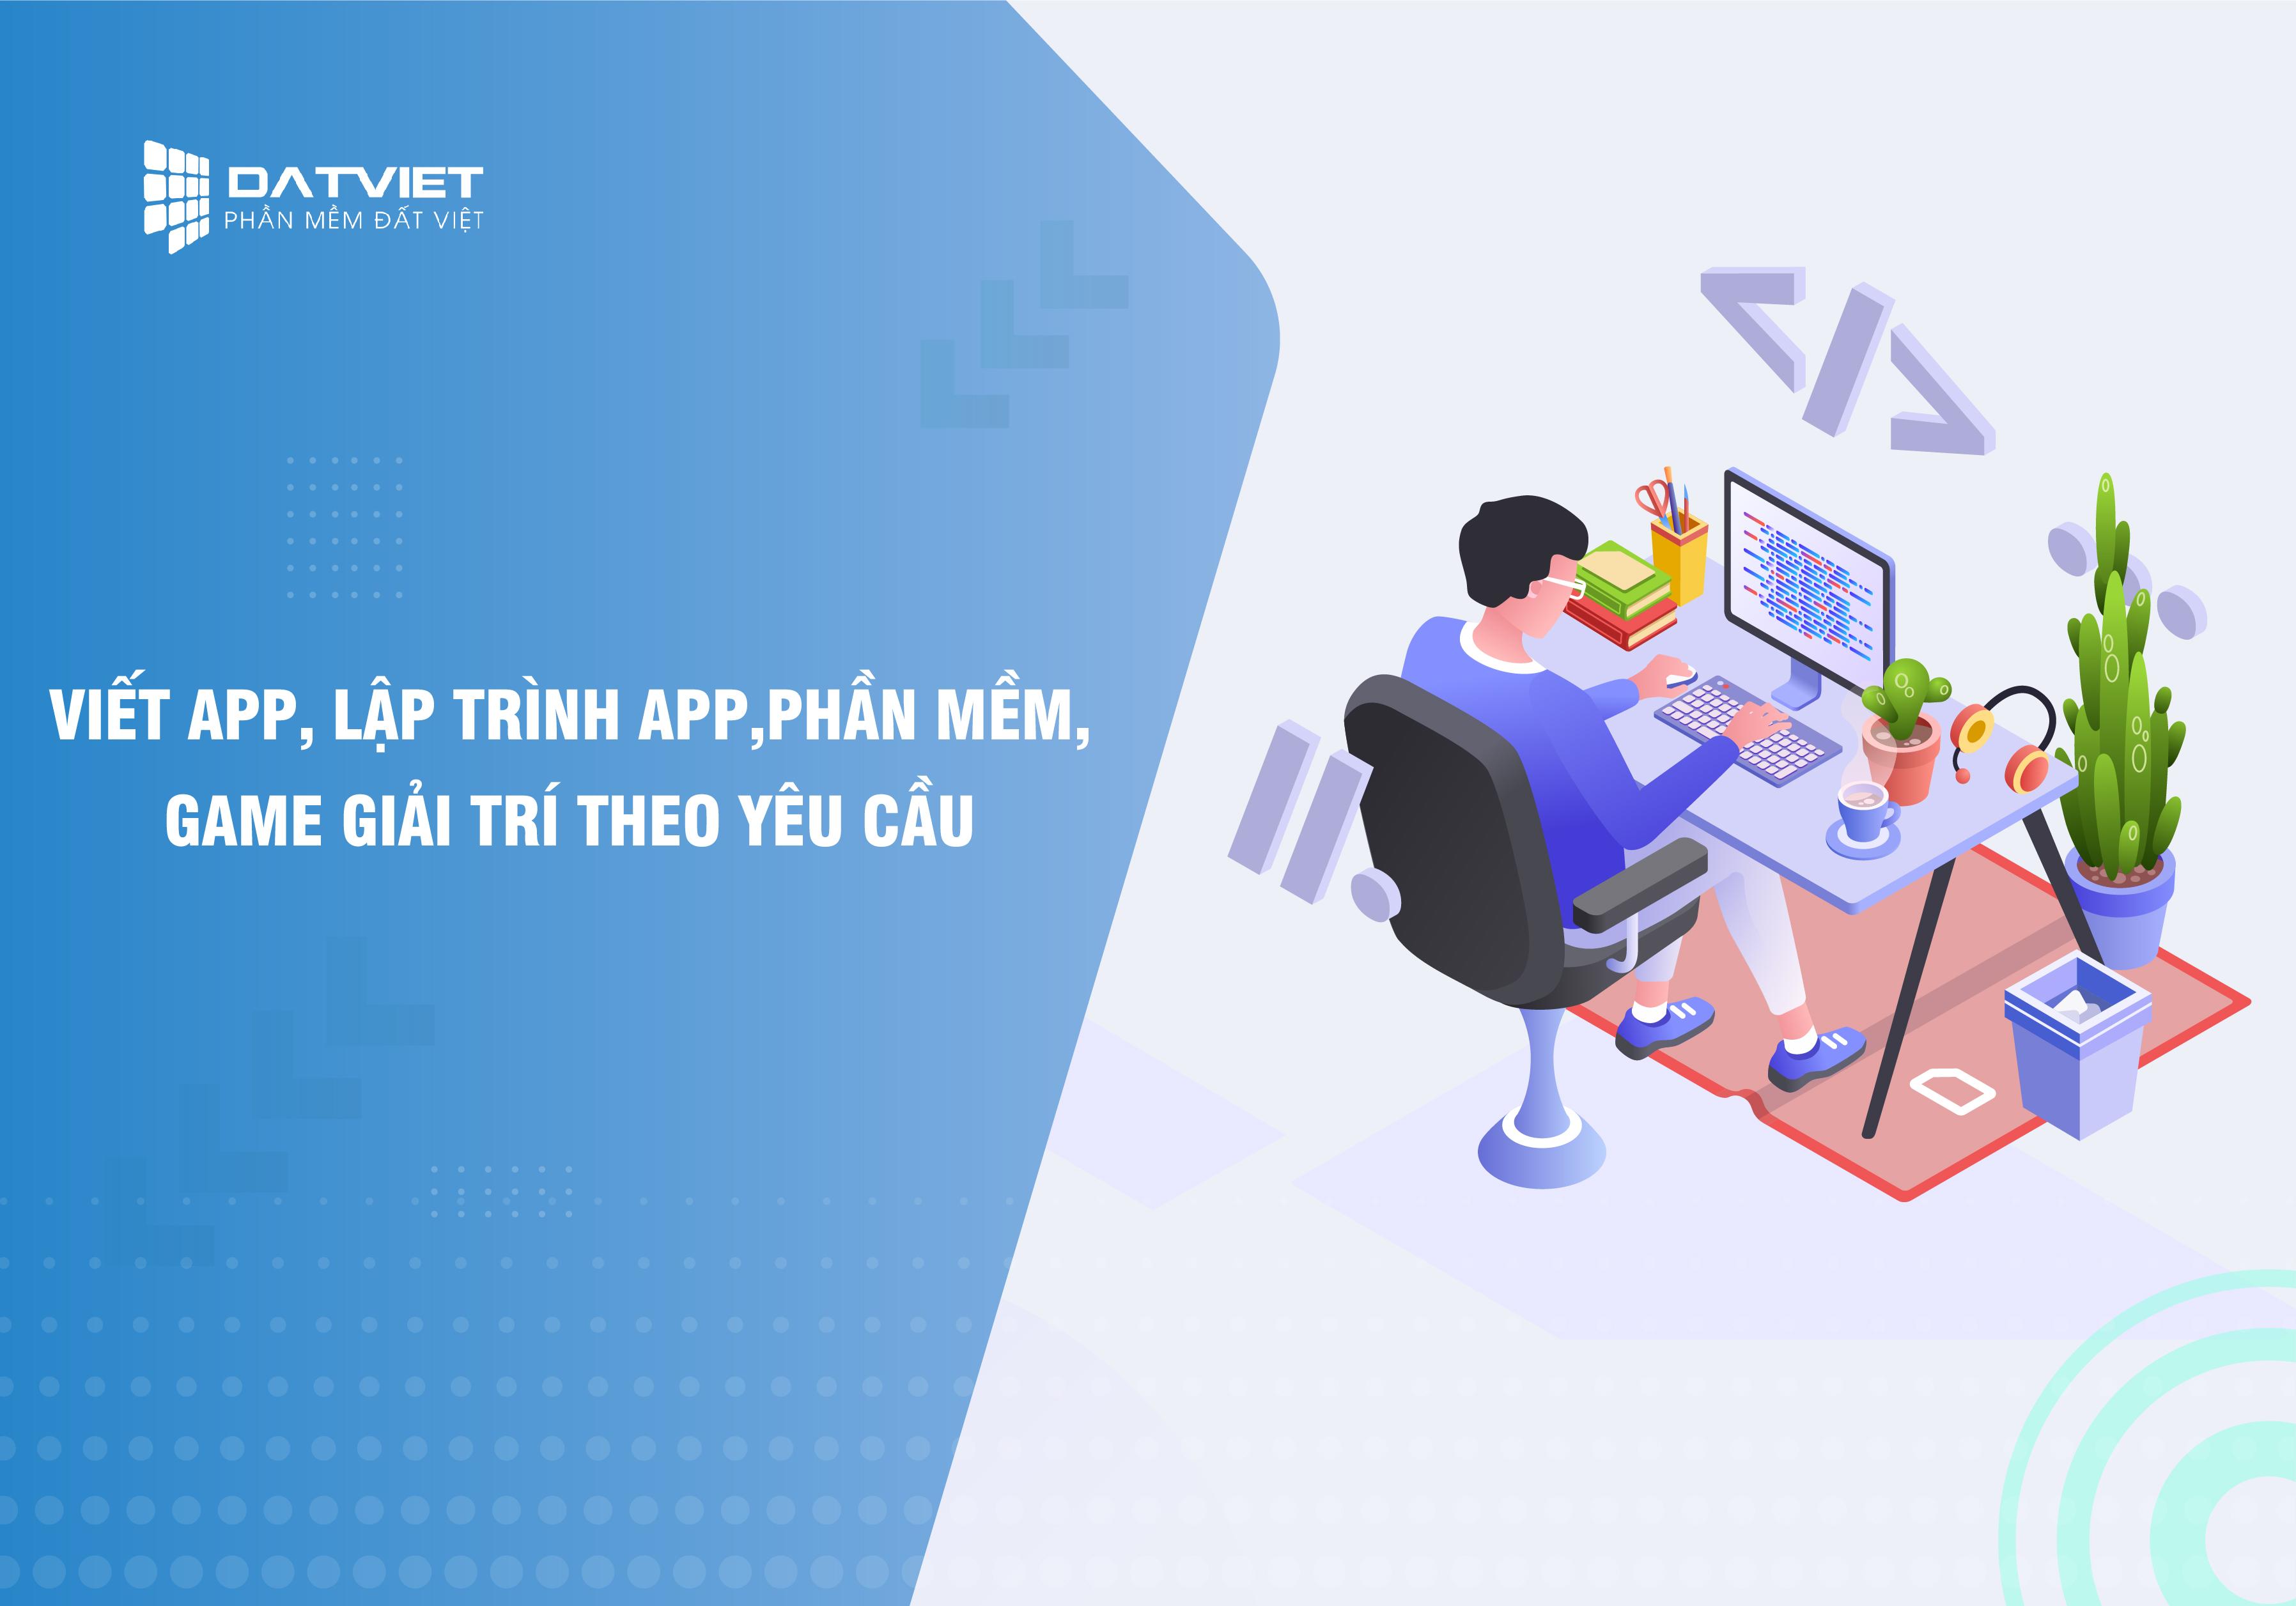 DATVIET
PHẦN MỀM ĐẤT VIỆT
VIẾT APP, LẬP TRÌNH APP,PHẦN MỀM,
GAME GIẢI TRÍ THEO YÊU CẦU